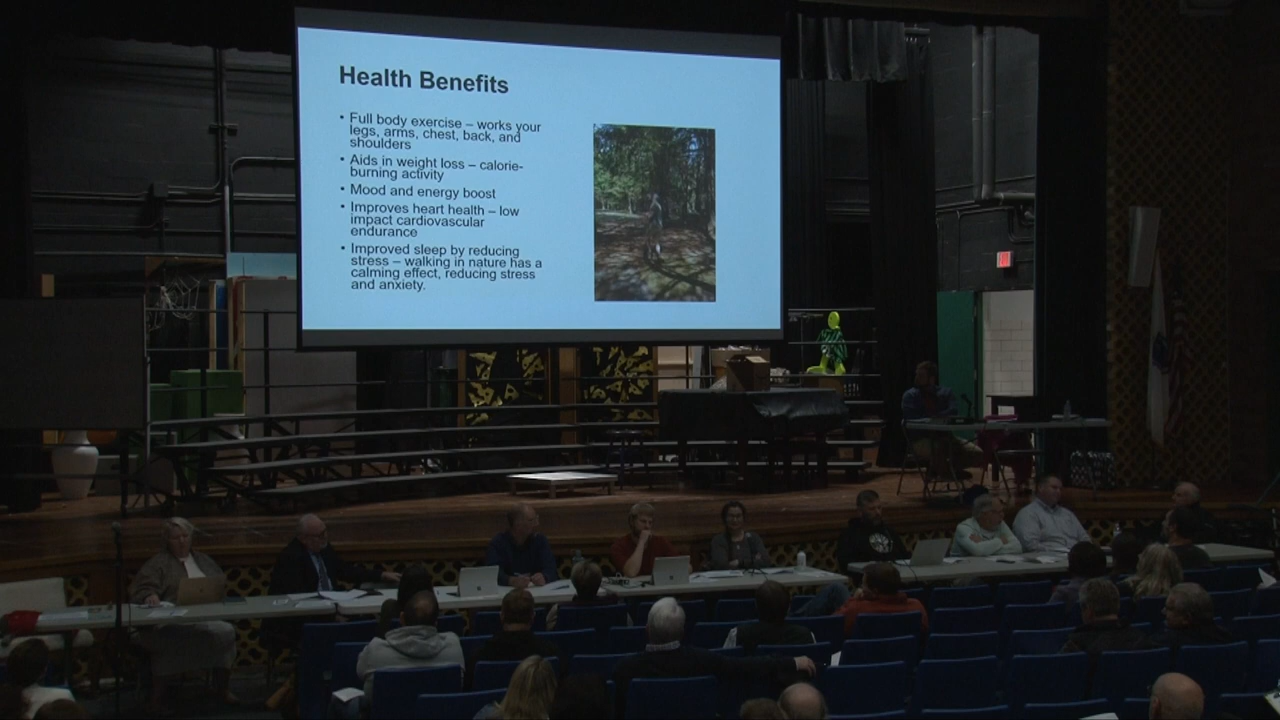 Health Benefits
• Full body exercise – works your
legs, arms, chest, back, and
shoulders
• Aids in weight loss – calorie-
burning activity
• Mood and energy boost
• Improves heart health – low
impact cardiovascular
endurance
• Improved sleep by reducing
stress – walking in nature has a
calming effect, reducing stress
and anxiety.